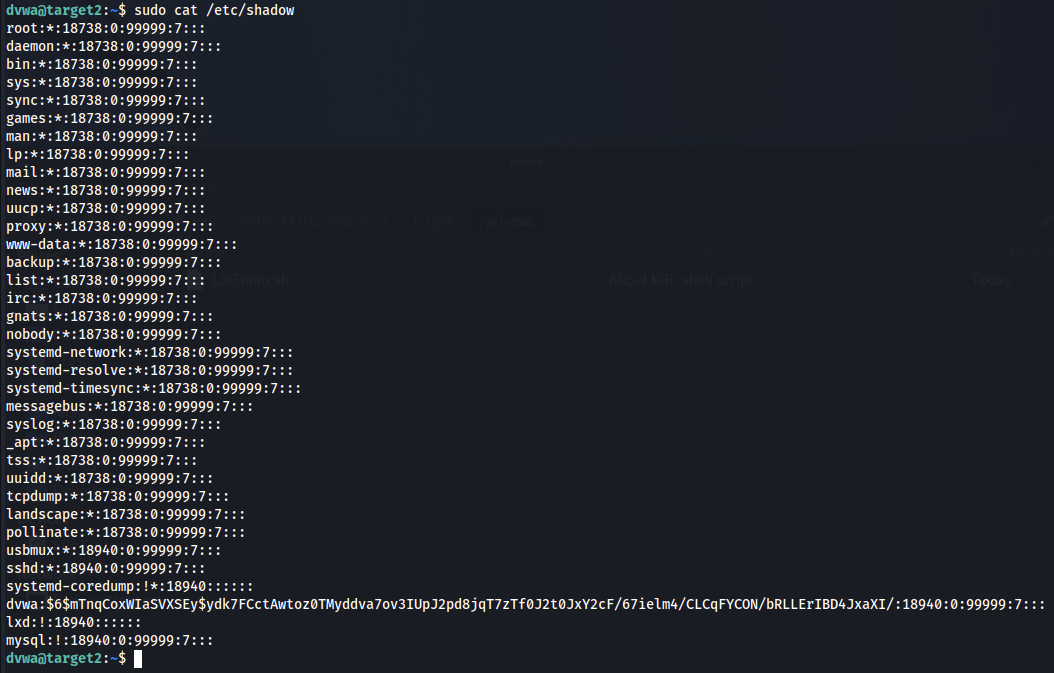 dvwa@target2:~$ sudo cat /etc/shadow
root:*:18738:0:99999:7:::
daemon:*:18738:0:99999:7:::
bin:*:18738:0:99999:7:::
sys:*:18738:0:99999:7:::
sync:*:18738:0:99999:7:::
games:*:18738:0:99999:7:::
man:*:18738:0:99999:7:::
lp:*:18738:0:99999:7:::
mail:*:18738:0:99999:7:::
news:*:18738:0:99999:7:::
uucp:*:18738:0:99999:7:::
proxy:*:18738:0:99999:7:::
www-data:*:18738:0:99999:7:::
backup:*:18738:0:99999:7:::
list:*:18738:0:99999:7:::
LinEnum.sh 605.4 KiB shell script Today
irc:*:18738:0:99999:7:::
gnats:*:18738:0:99999:7:::
nobody:*:18738:0:99999:7:::
systemd-network:*:18738:0:99999:7:::
systemd-resolve:*:18738:0:99999:7:::
systemd-timesync:*:18738:0:99999:7:::
messagebus:*:18738:0:99999:7:::
syslog:*:18738:0:99999:7:::
_apt:*:18738:0:99999:7:::
tss:*:18738:0:99999:7:::
uuidd:*:18738:0:99999:7:::
tcpdump:*:18738:0:99999:7:::
landscape:*:18738:0:99999:7:::
pollinate:*:18738:0:99999:7:::
usbmux:*:18940:0:99999:7:::
sshd:*:18940:0:99999:7:::
systemd-coredump:!*:18940::::::
dvwa:$6$mTnqCoxWIaSVXSEy$ydk7FCctAwtoz0TMyddva7ov3IUpJ2pd8jqT7zTf0J2t0JxY2cF/67ielm4/CLCqFYCON/bRLLErIBD4JxaXI/:18940:0:99999:7:::
lxd:!:18940::::::
mysql:!:18940:0:99999:7:::
dvwa@target2:~$